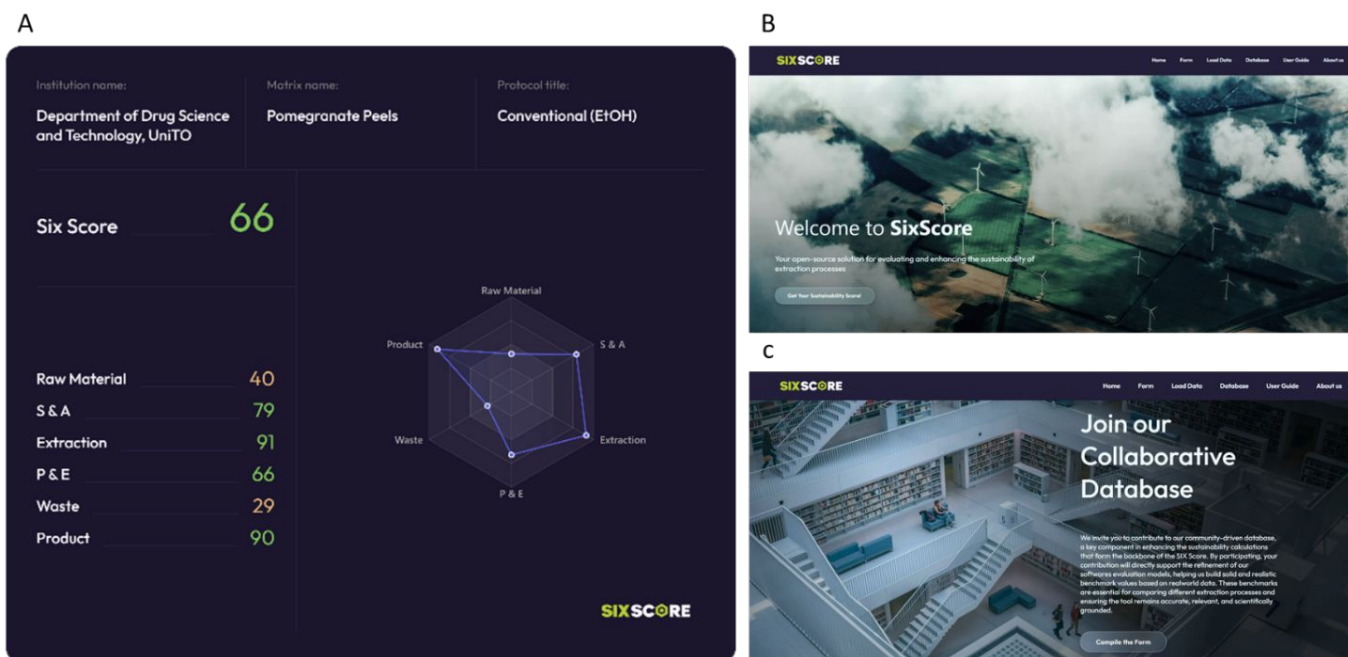 A
Institution name:
Department of Drug Science
and Technology, UniTO
Matrix name:
Pomegranate Peels
Protocol title:
Conventional (EtOH)
Six Score 66
Raw Material 40
S & A 79
Extraction 91
P & E 66
Waste 29
Product 90
Raw Material
S & A
Extraction
P & E
Waste
Product
SIXSCORE
B
SIXSCORE
Home Form Load Data Database User Guide About us
Welcome to SixScore
Your open-source solution for evaluating and enhancing the sustainability of
extraction processes
Get Your Sustainability Score!
C
SIXSCORE
Home Form Load Data Database User Guide About us
Join our
Collaborative
Database
We invite you to contribute to our community-driven database,
a key component in enhancing the sustainability calculations
that form the backbone of the SIX Score. By participating, your
contribution will directly support the refinement of our
softwares evaluation models, helping us build solid and realistic
benchmark values based on realworld data. These benchmarks
are essential for comparing different extraction processes and
ensuring the tool remains accurate, relevant, and scientifically
grounded.
Compile the Form